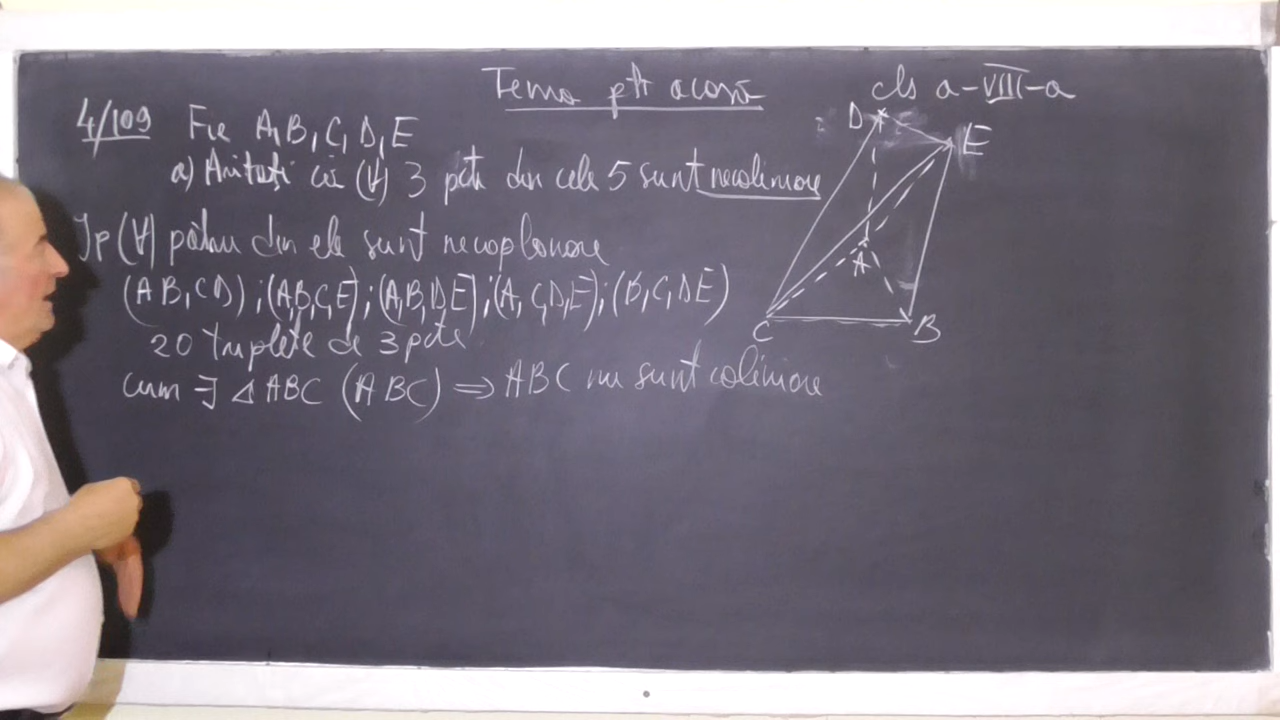 Tema ptr acasă cls a-VIII-a
4/109 Fie A, B, C, D, E
a) Arătați că (∀) 3 pcte din cele 5 sunt necoliniare
Ip (∀) patru din ele sunt necoplanare
(A B, C D) ; (A, B, C, E) ; (A, B, D, E) ; (A, C, D, E) ; (B, C, D E)
20 triplete de 3 pcte
cum ∃ △ ABC (A BC) ⇒ ABC nu sunt coliniare
D
E
A
C
B